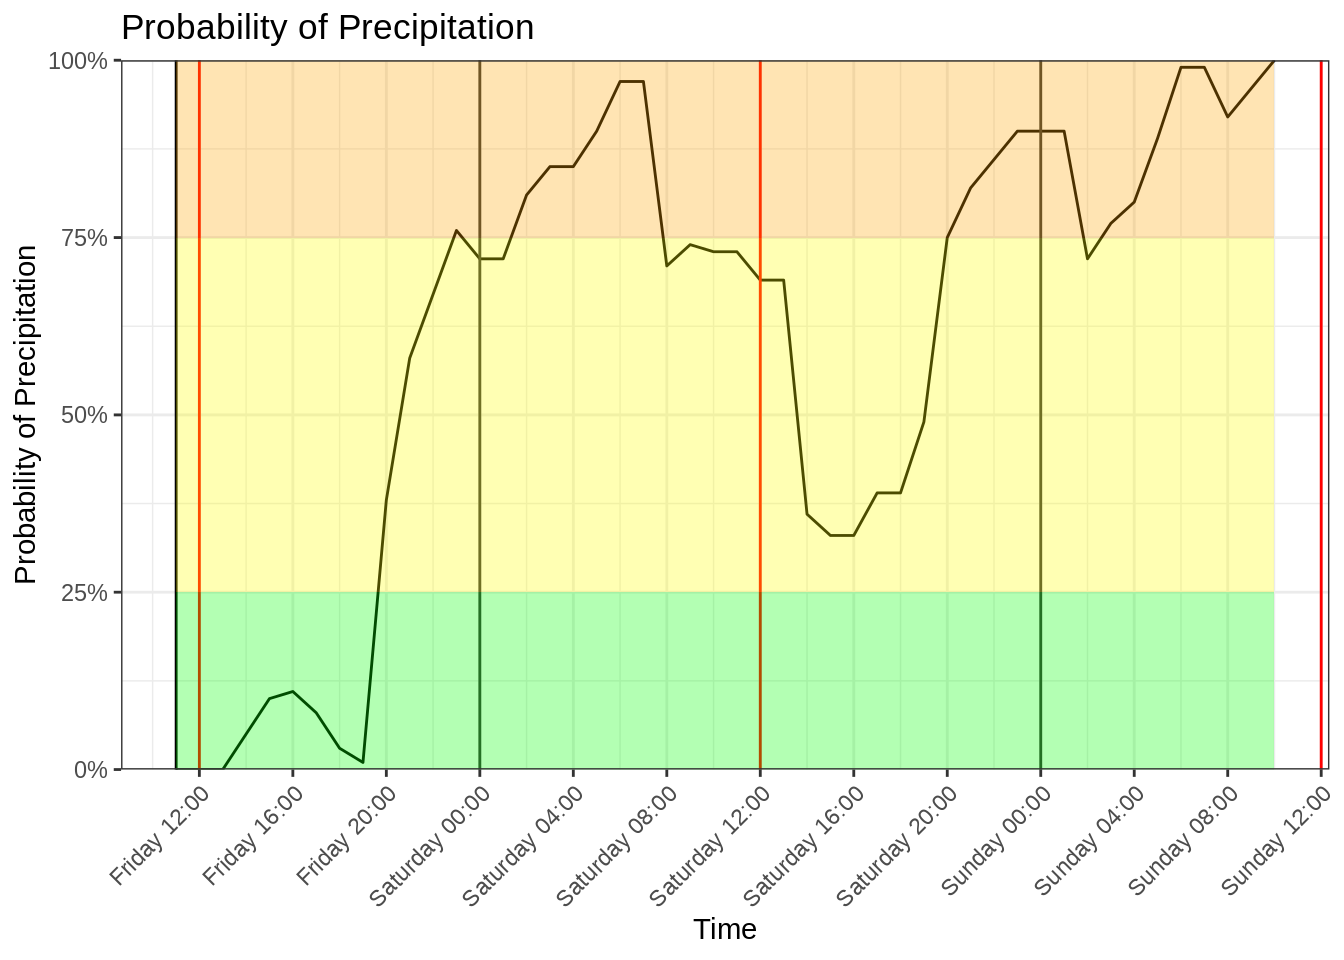 Probability of Precipitation
Probability of Precipitation
100%
75%
50%
25%
0%
Friday 12:00
Friday 16:00
Friday 20:00
Saturday 00:00
Saturday 04:00
Saturday 08:00
Saturday 12:00
Saturday 16:00
Saturday 20:00
Sunday 00:00
Sunday 04:00
Sunday 08:00
Sunday 12:00
Time